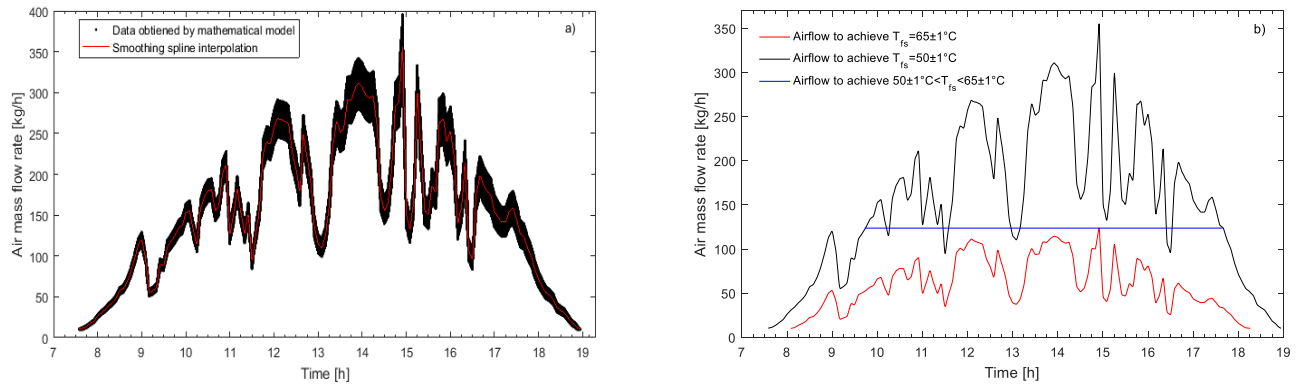 a)
Data obtiened by mathematical model
Smoothing spline interpolation
Air mass flow rate [kg/h]
400
350
300
250
200
150
100
50
0
7 8 9 10 11 12 13 14 15 16 17 18 19
Time [h]
b)
Airflow to achieve T_fs=65±1°C
Airflow to achieve T_fs=50±1°C
Airflow to achieve 50±1°C<T_fs<65±1°C
Air mass flow rate [kg/h]
350
300
250
200
150
100
50
0
7 8 9 10 11 12 13 14 15 16 17 18 19
Time [h]